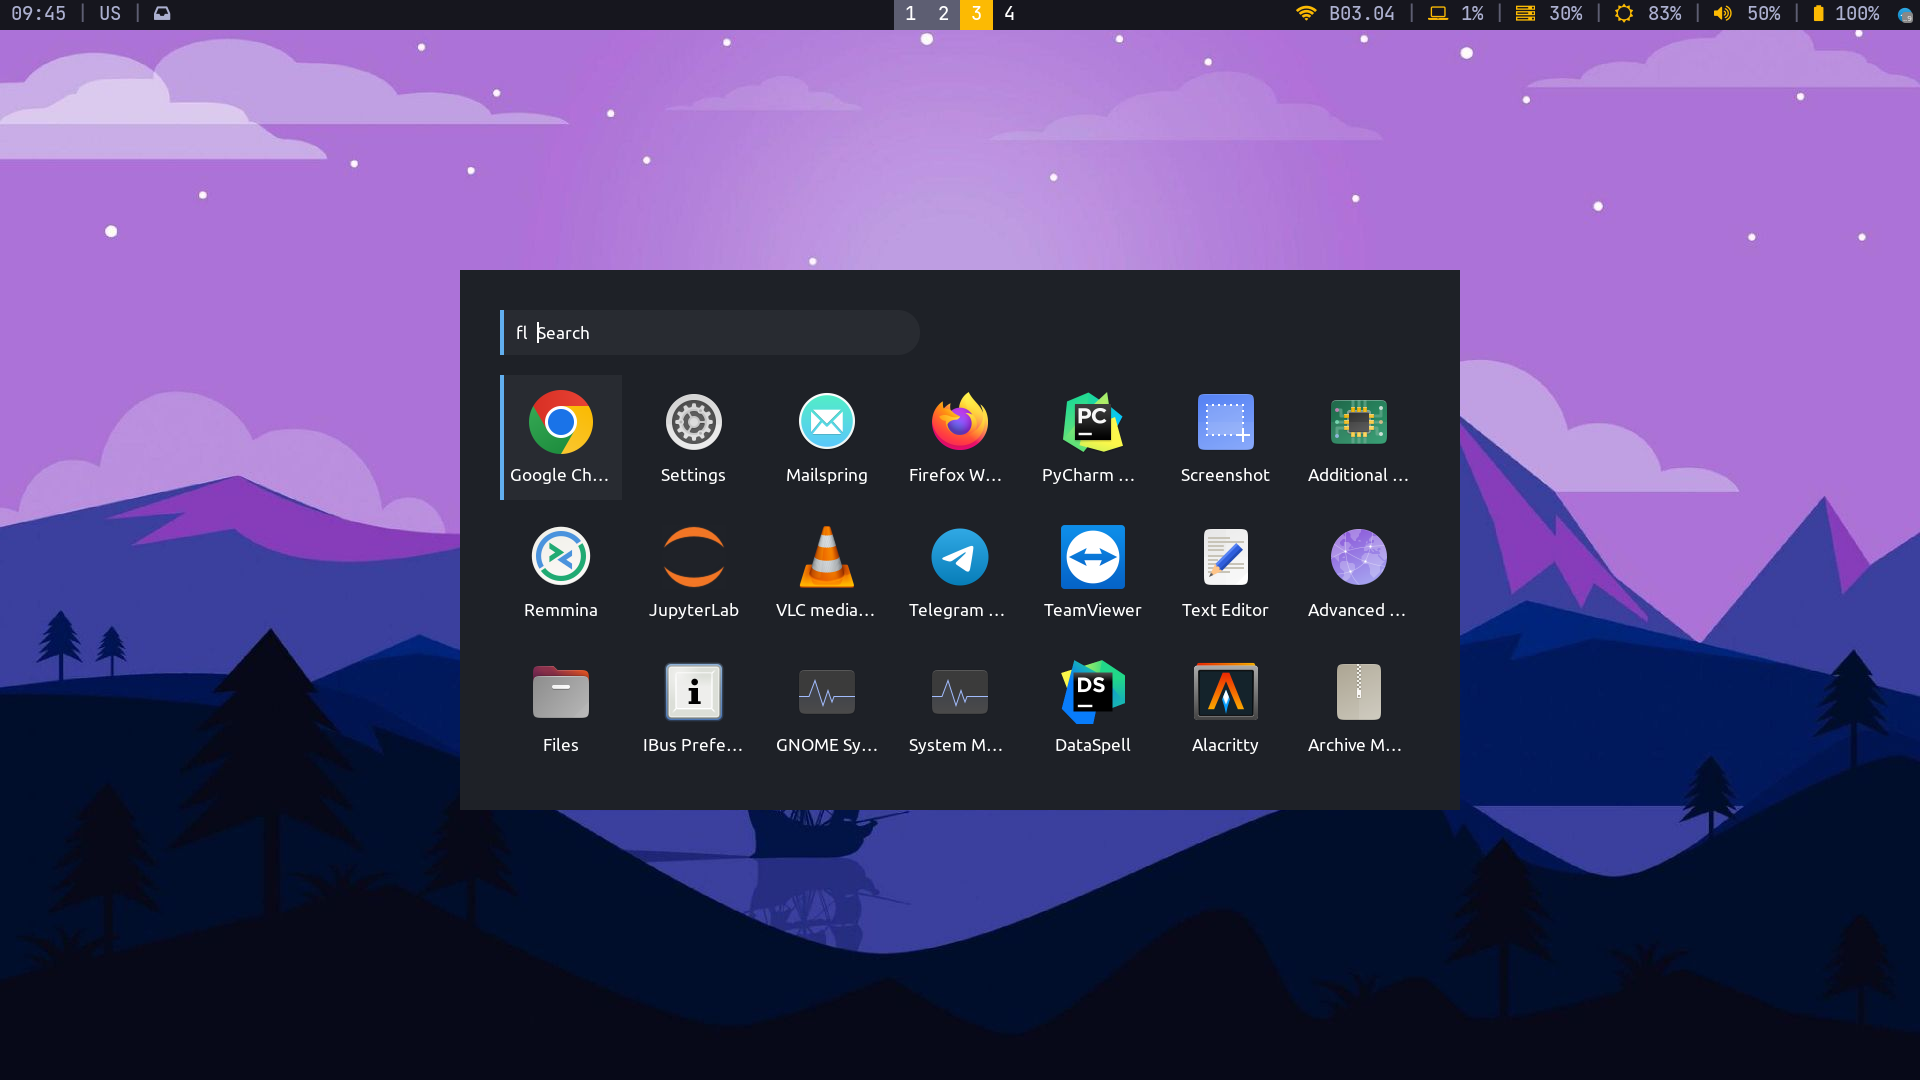 09:45 | US |
1 2 3 4
B03.04 | 1% | 30% | 83% | 50% | 100%
fl Search
Google Ch... Settings Mailspring Firefox W... PyCharm ... Screenshot Additional ...
Remmina JupyterLab VLC media... Telegram ... TeamViewer Text Editor Advanced ...
Files IBus Prefe... GNOME Sy... System M... DataSpell Alacritty Archive M...
PC
DS